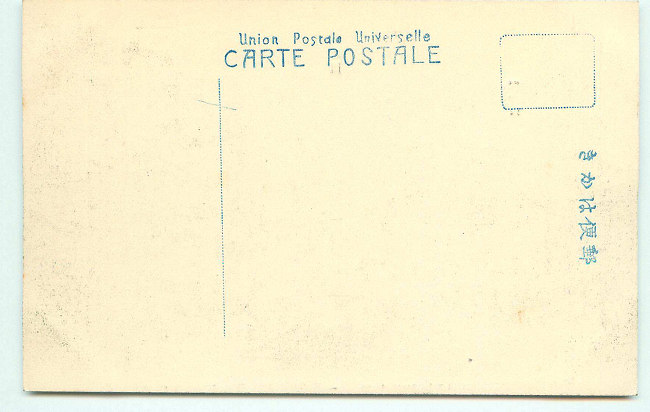 Union Postale Universelle
CARTE POSTALE
郵便はかき